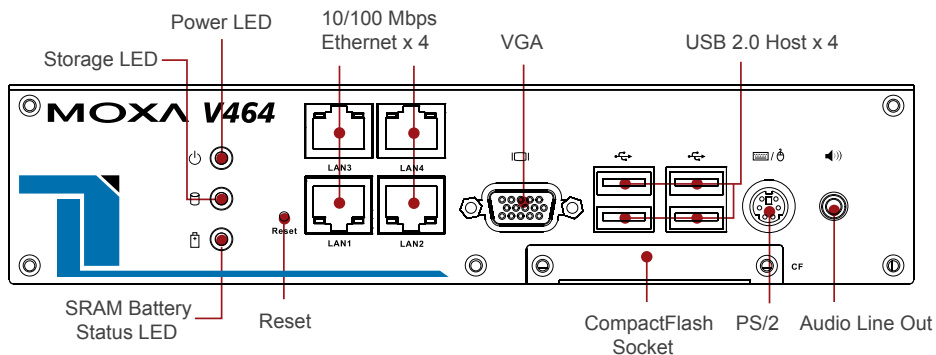 Power LED
10/100 Mbps
Ethernet x 4
VGA
USB 2.0 Host x 4
Storage LED
MOXA V464
LAN3
LAN4
Reset
LAN1
LAN2
CF
SRAM Battery
Status LED
Reset
CompactFlash
Socket
PS/2
Audio Line Out